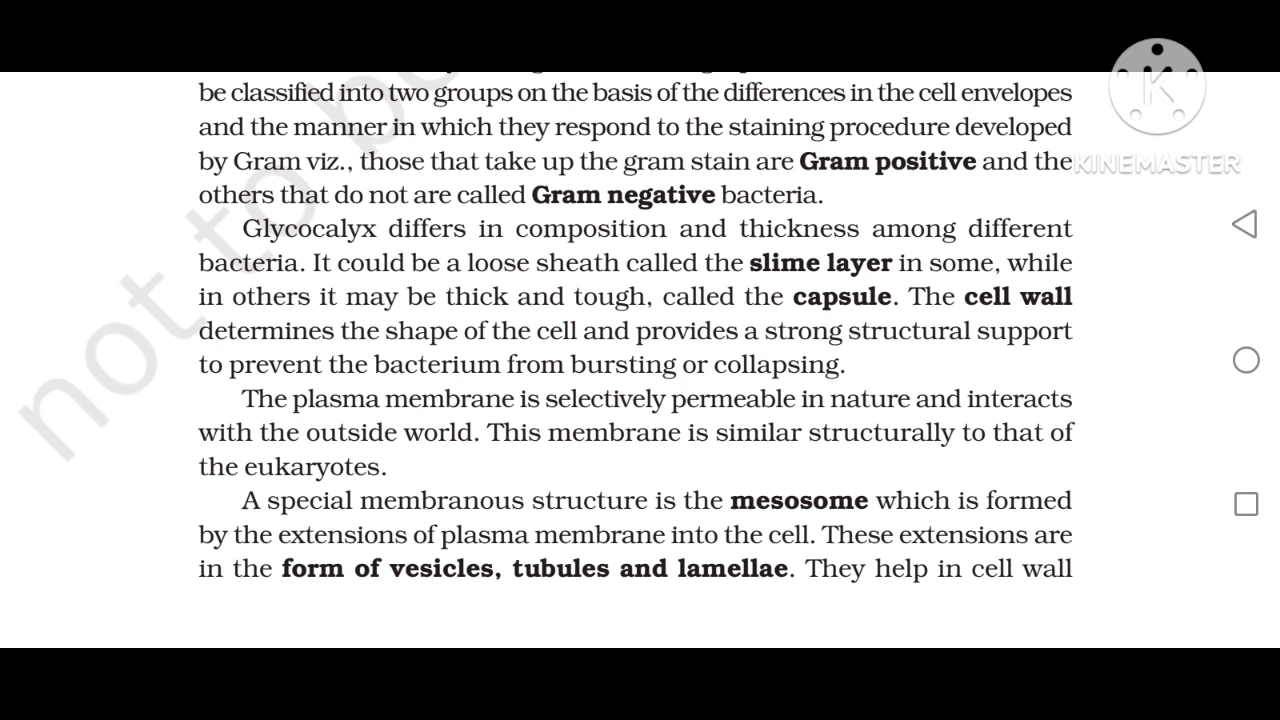 be classified into two groups on the basis of the differences in the cell envelopes
and the manner in which they respond to the staining procedure developed
by Gram viz., those that take up the gram stain are Gram positive and the
others that do not are called Gram negative bacteria.
Glycocalyx differs in composition and thickness among different
bacteria. It could be a loose sheath called the slime layer in some, while
in others it may be thick and tough, called the capsule. The cell wall
determines the shape of the cell and provides a strong structural support
to prevent the bacterium from bursting or collapsing.
The plasma membrane is selectively permeable in nature and interacts
with the outside world. This membrane is similar structurally to that of
the eukaryotes.
A special membranous structure is the mesosome which is formed
by the extensions of plasma membrane into the cell. These extensions are
in the form of vesicles, tubules and lamellae. They help in cell wall
not to be
K
KINEMASTER